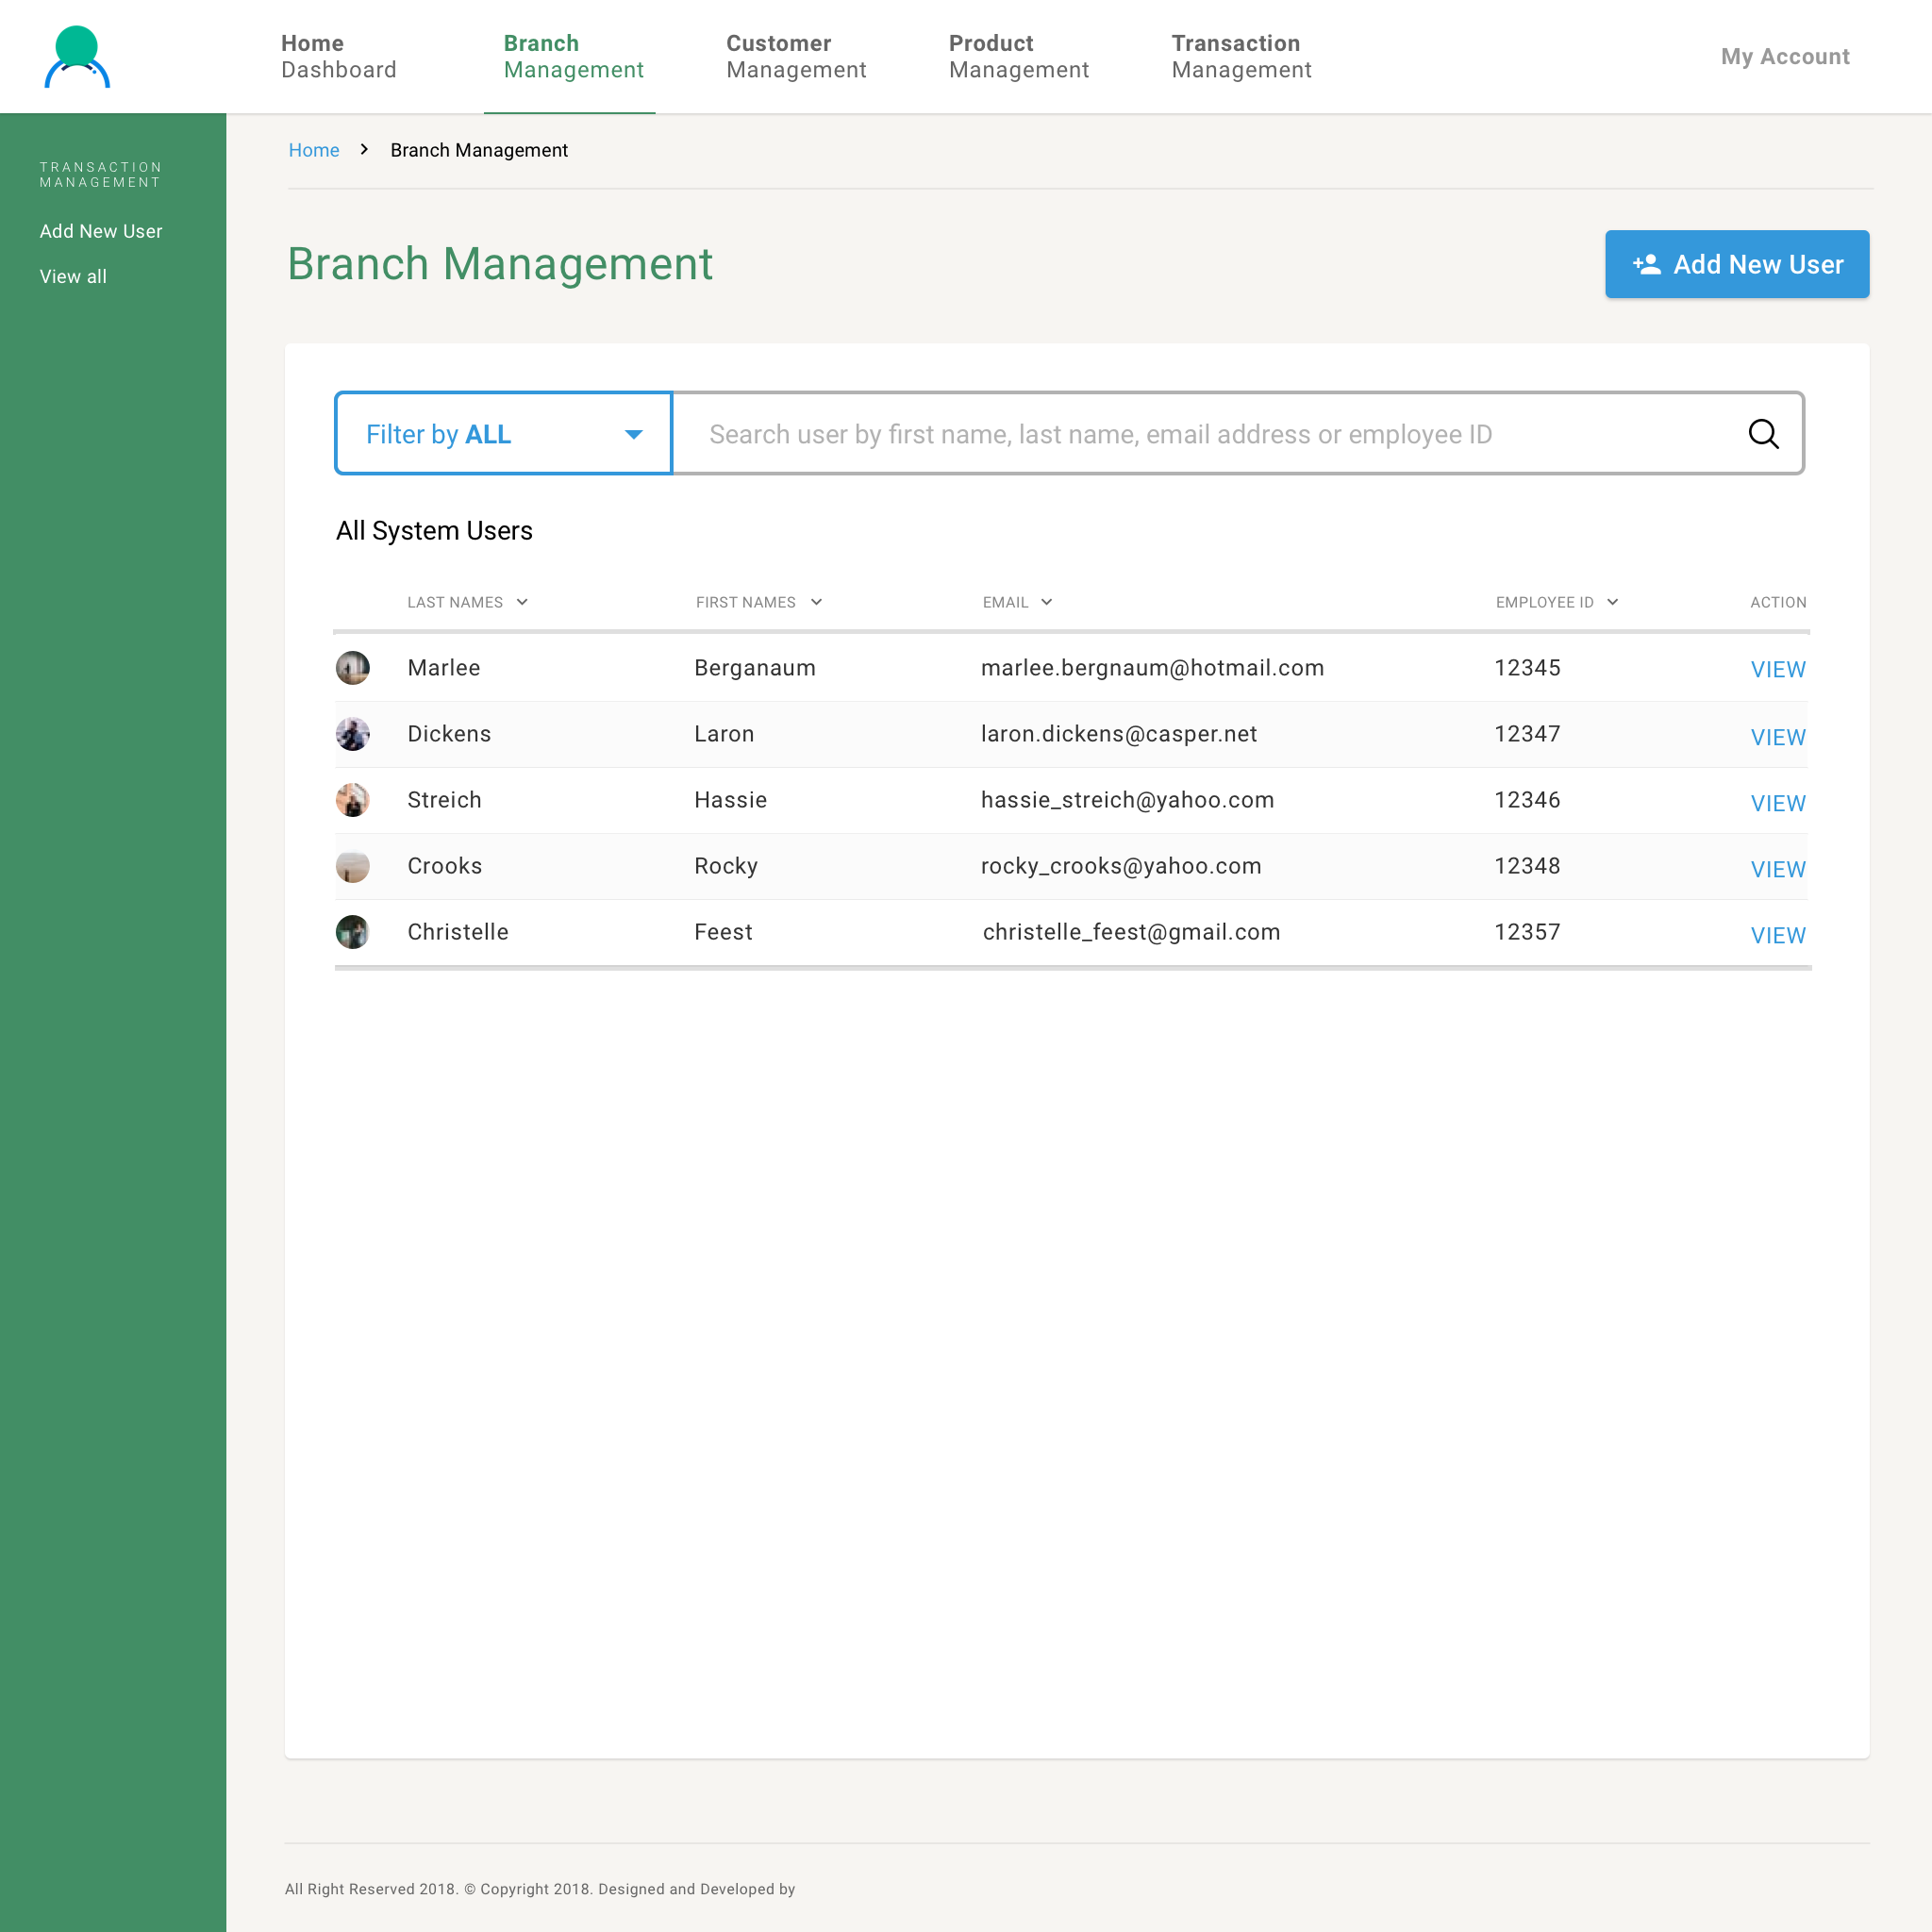 Home
Dashboard
Branch
Management
Customer
Management
Product
Management
Transaction
Management
My Account
TRANSACTION
MANAGEMENT
Add New User
View all
Home Branch Management
Branch Management
Add New User
Filter by ALL
Search user by first name, last name, email address or employee ID
All System Users
LAST NAMES FIRST NAMES EMAIL EMPLOYEE ID ACTION
Marlee Berganaum marlee.bergnaum@hotmail.com 12345 VIEW
Dickens Laron laron.dickens@casper.net 12347 VIEW
Streich Hassie hassie_streich@yahoo.com 12346 VIEW
Crooks Rocky rocky_crooks@yahoo.com 12348 VIEW
Christelle Feest christelle_feest@gmail.com 12357 VIEW
All Right Reserved 2018. © Copyright 2018. Designed and Developed by